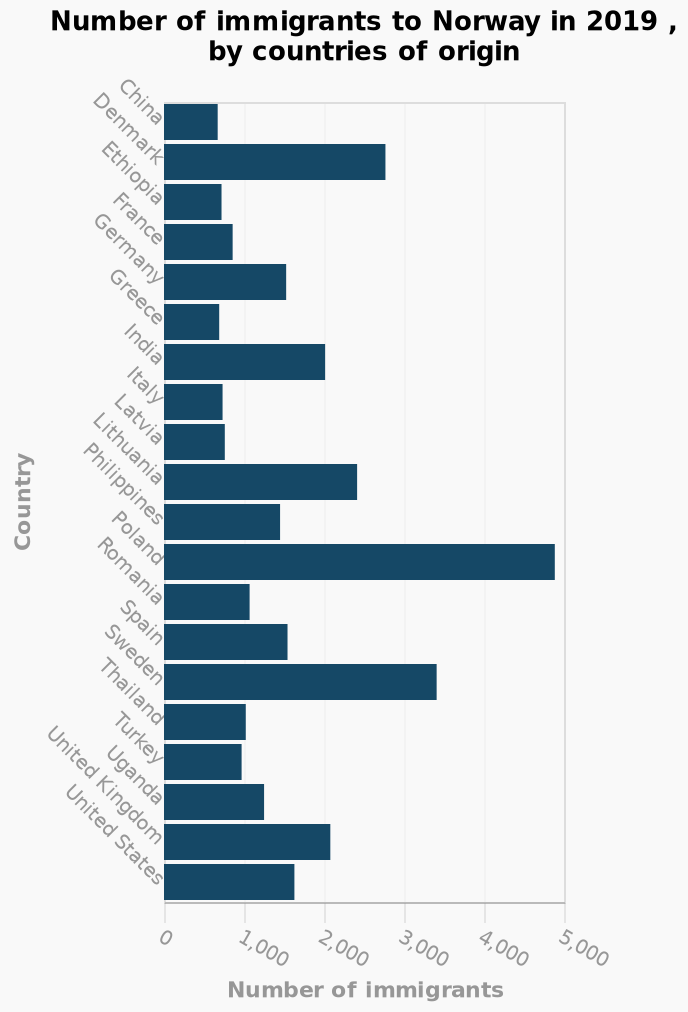 Number of immigrants to Norway in 2019 ,
by countries of origin
China
Denmark
Ethiopia
France
Germany
Greece
India
Italy
Latvia
Lithuania
Philippines
Poland
Romania
Spain
Sweden
Thailand
Turkey
Uganda
United Kingdom
United States
Country
0
1,000
2,000
3,000
4,000
5,000
Number of immigrants